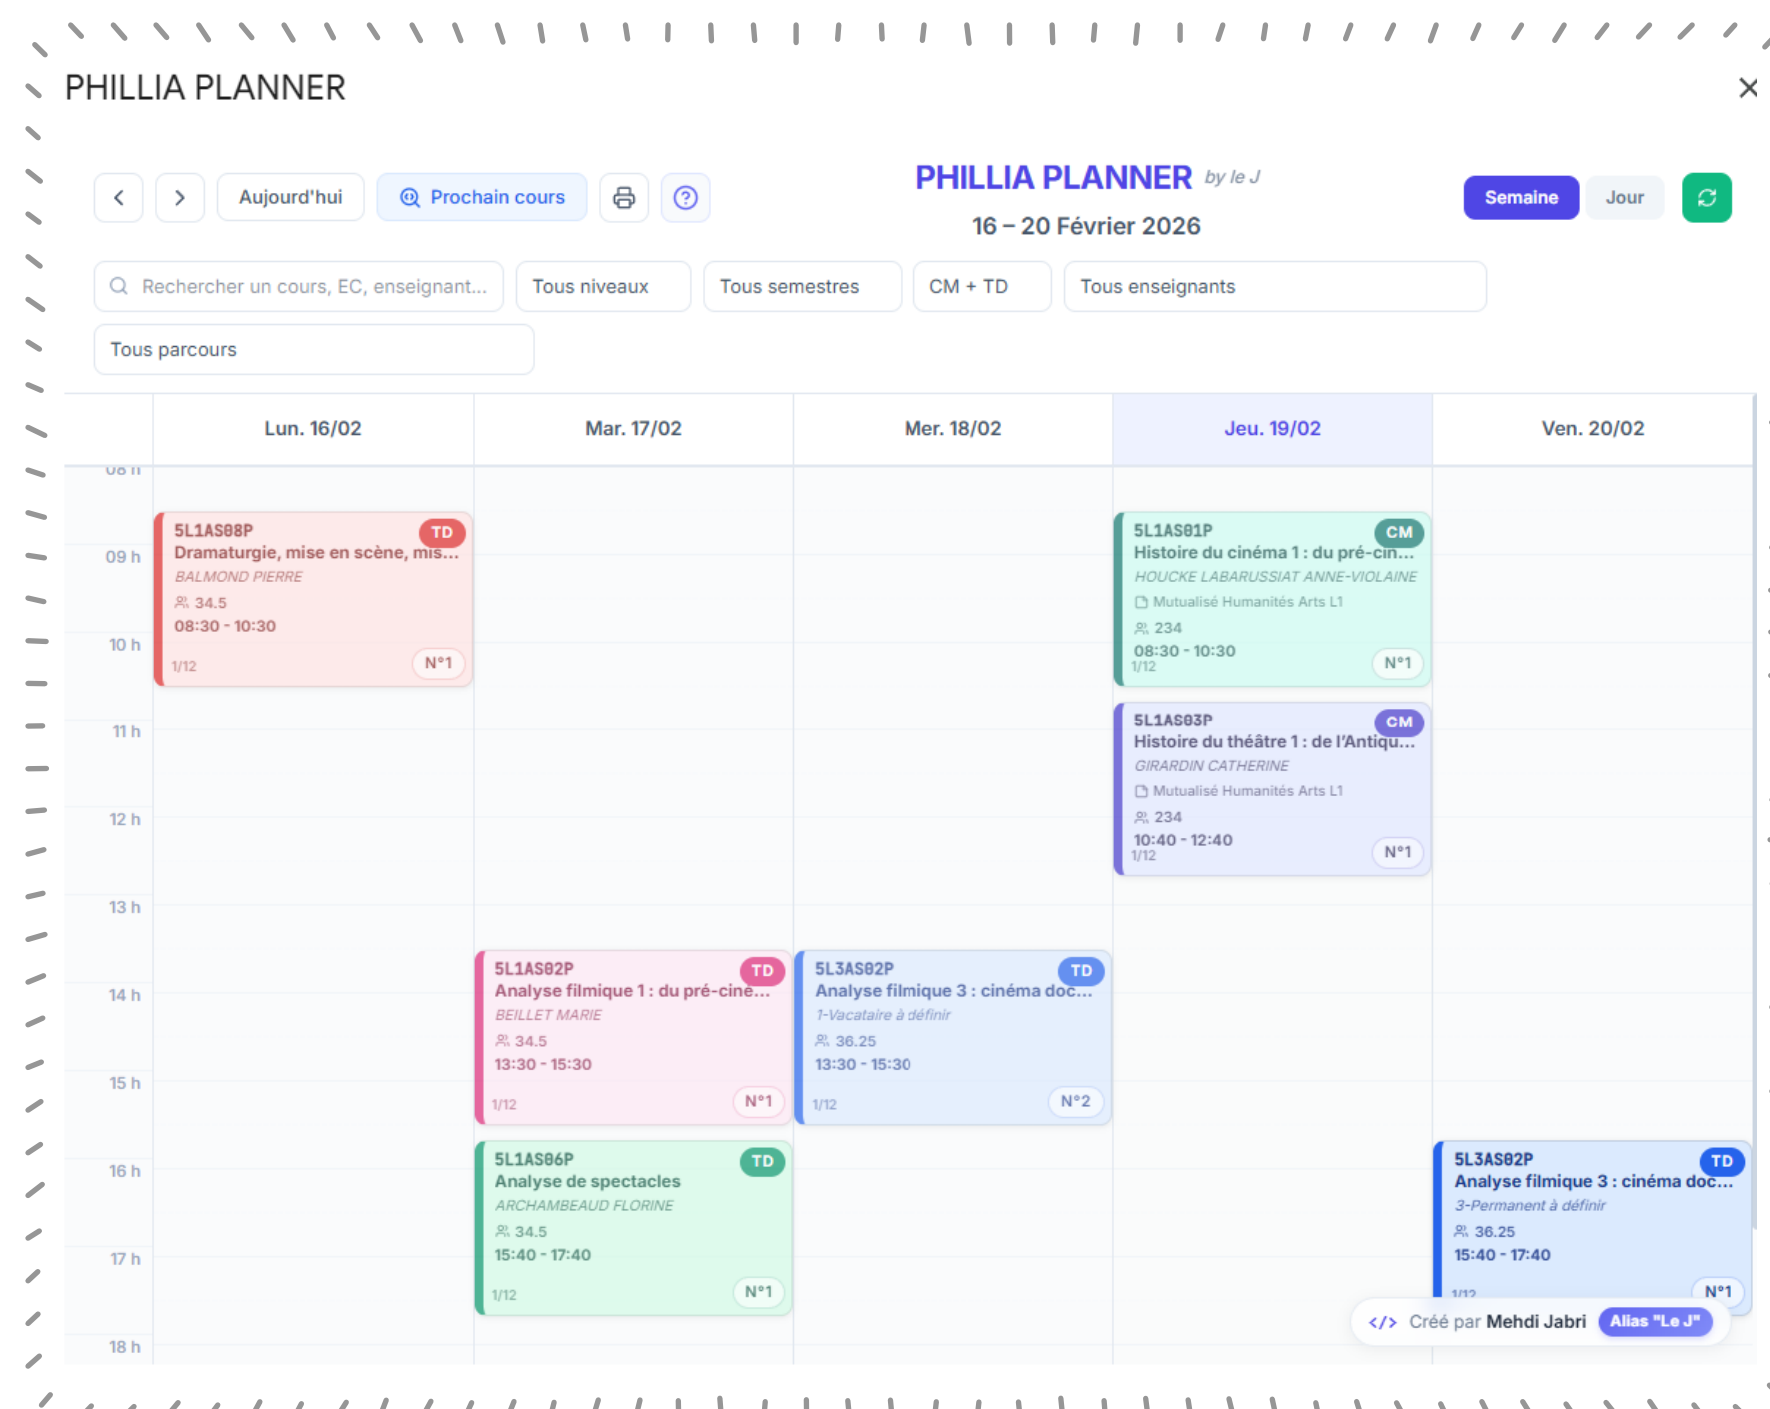 PHILLIA PLANNER
Aujourd'hui
Prochain cours
PHILLIA PLANNER by le J
16 – 20 Février 2026
Semaine
Jour
Rechercher un cours, EC, enseignant...
Tous niveaux
Tous semestres
CM + TD
Tous enseignants
Tous parcours
Lun. 16/02
Mar. 17/02
Mer. 18/02
Jeu. 19/02
Ven. 20/02
08 h
09 h
10 h
11 h
12 h
13 h
14 h
15 h
16 h
17 h
18 h
5L1AS08P
TD
Dramaturgie, mise en scène, mis...
BALMOND PIERRE
34.5
08:30 - 10:30
1/12
N°1
5L1AS02P
TD
Analyse filmique 1 : du pré-ciné...
BEILLET MARIE
34.5
13:30 - 15:30
1/12
N°1
5L1AS06P
TD
Analyse de spectacles
ARCHAMBEAUD FLORINE
34.5
15:40 - 17:40
1/12
N°1
5L3AS02P
TD
Analyse filmique 3 : cinéma doc...
1-Vacataire à définir
36.25
13:30 - 15:30
1/12
N°2
5L1AS01P
CM
Histoire du cinéma 1 : du pré-cin...
HOUCKE LABARUSSIAT ANNE-VIOLAINE
Mutualisé Humanités Arts L1
234
08:30 - 10:30
1/12
N°1
5L1AS03P
CM
Histoire du théâtre 1 : de l'Antiqu...
GIRARDIN CATHERINE
Mutualisé Humanités Arts L1
234
10:40 - 12:40
1/12
N°1
5L3AS02P
TD
Analyse filmique 3 : cinéma doc...
3-Permanent à définir
36.25
15:40 - 17:40
1/12
N°1
</> Créé par Mehdi Jabri Alias "Le J"